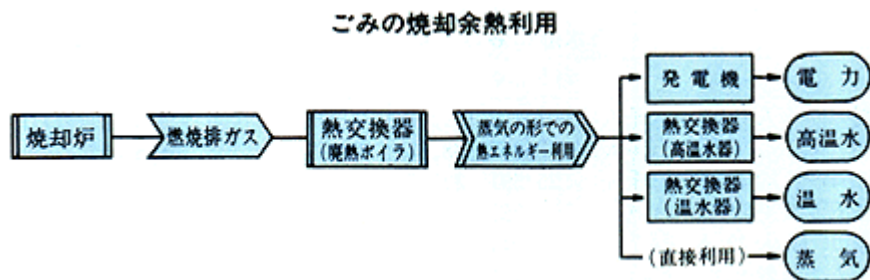 ごみの焼却余熱利用
焼却炉
燃焼排ガス
熱交換器
(廃熱ボイラ)
蒸気の形での
熱エネルギー利用
発電機
電力
熱交換器
(高温水器)
高温水
熱交換器
(温水器)
温水
(直接利用)
蒸気